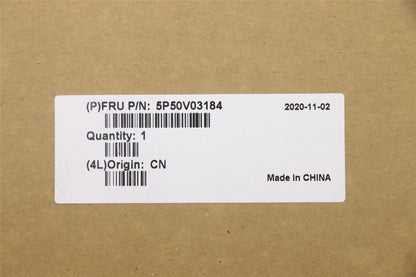 (P)FRU P/N: 5P50V03184 2020-11-02
Quantity: 1
(4L)Origin: CN
Made in CHINA